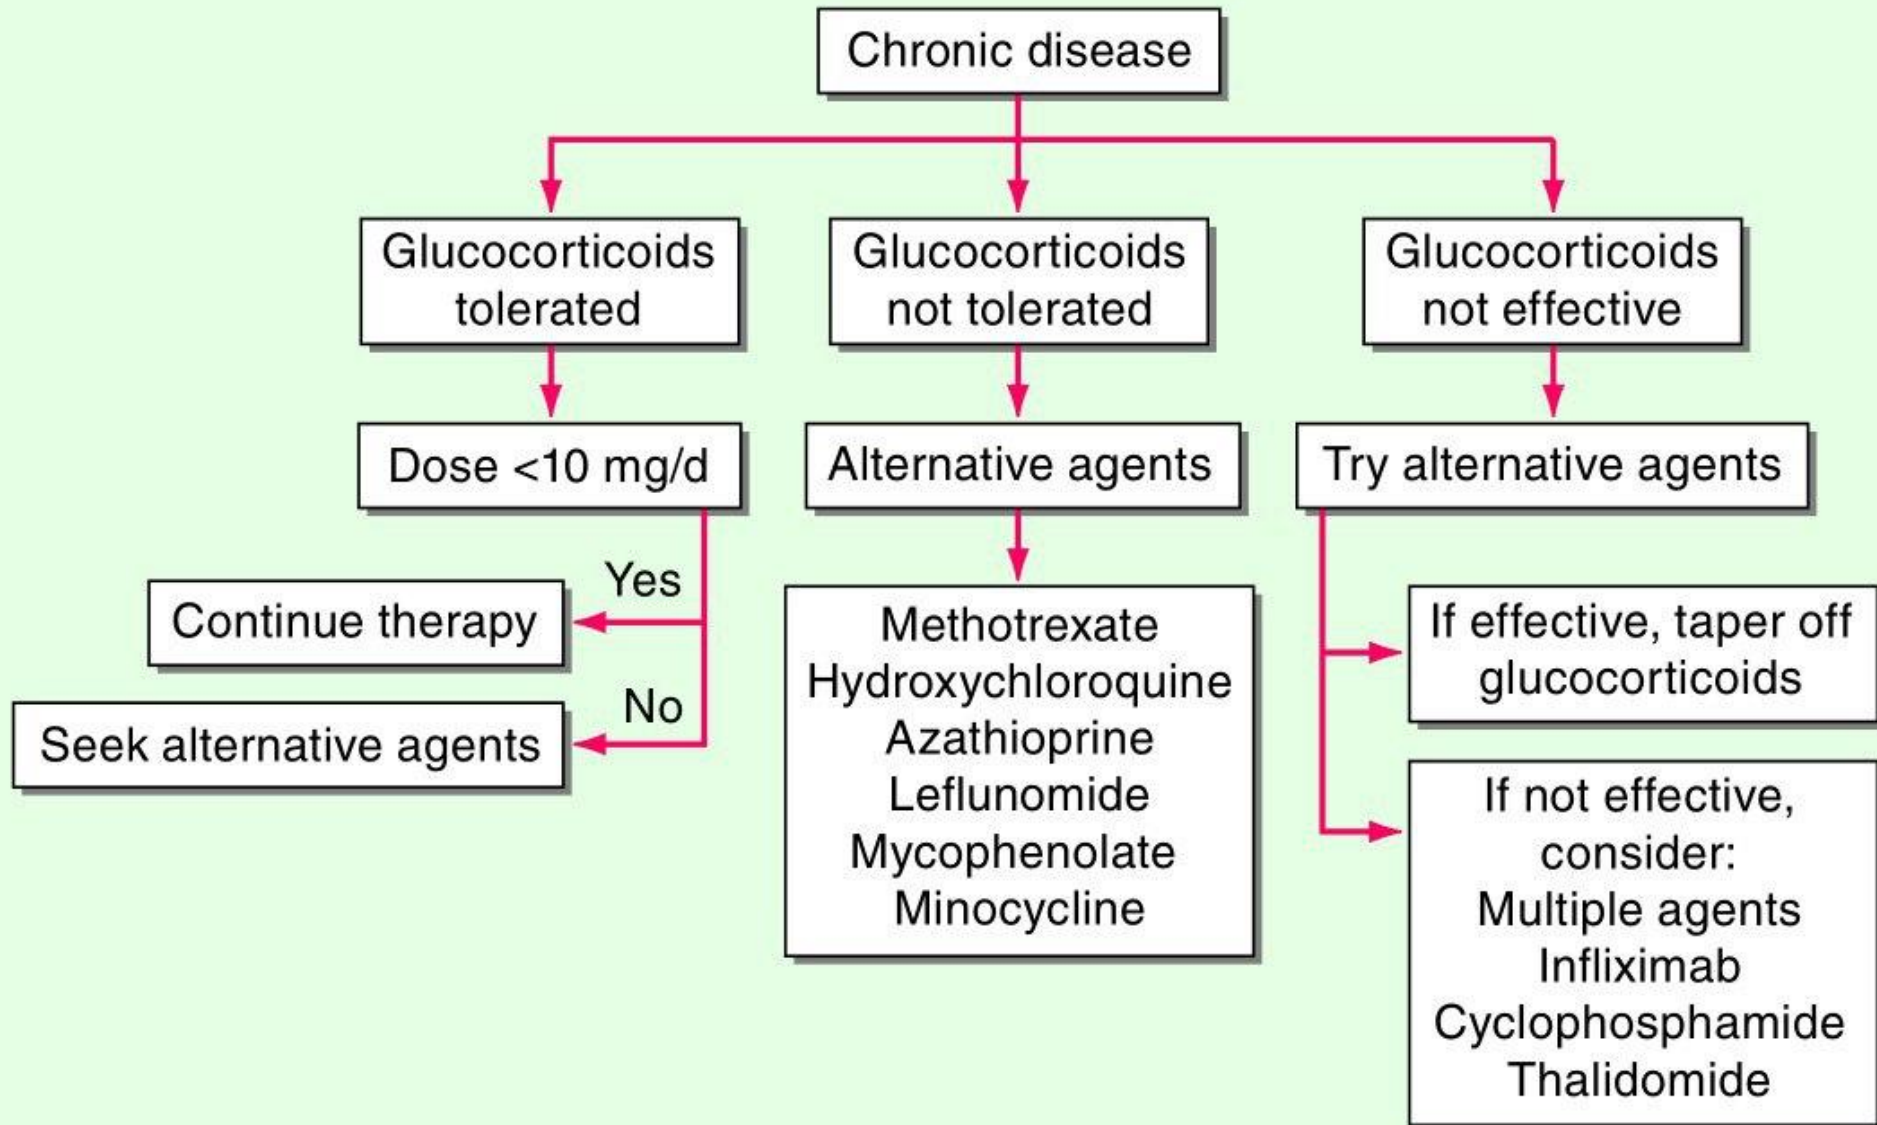 Chronic disease
Glucocorticoids
tolerated
Glucocorticoids
not tolerated
Glucocorticoids
not effective
Dose <10 mg/d
Alternative agents
Try alternative agents
Yes
Continue therapy
No
Seek alternative agents
Methotrexate
Hydroxychloroquine
Azathioprine
Leflunomide
Mycophenolate
Minocycline
If effective, taper off
glucocorticoids
If not effective,
consider:
Multiple agents
Infliximab
Cyclophosphamide
Thalidomide